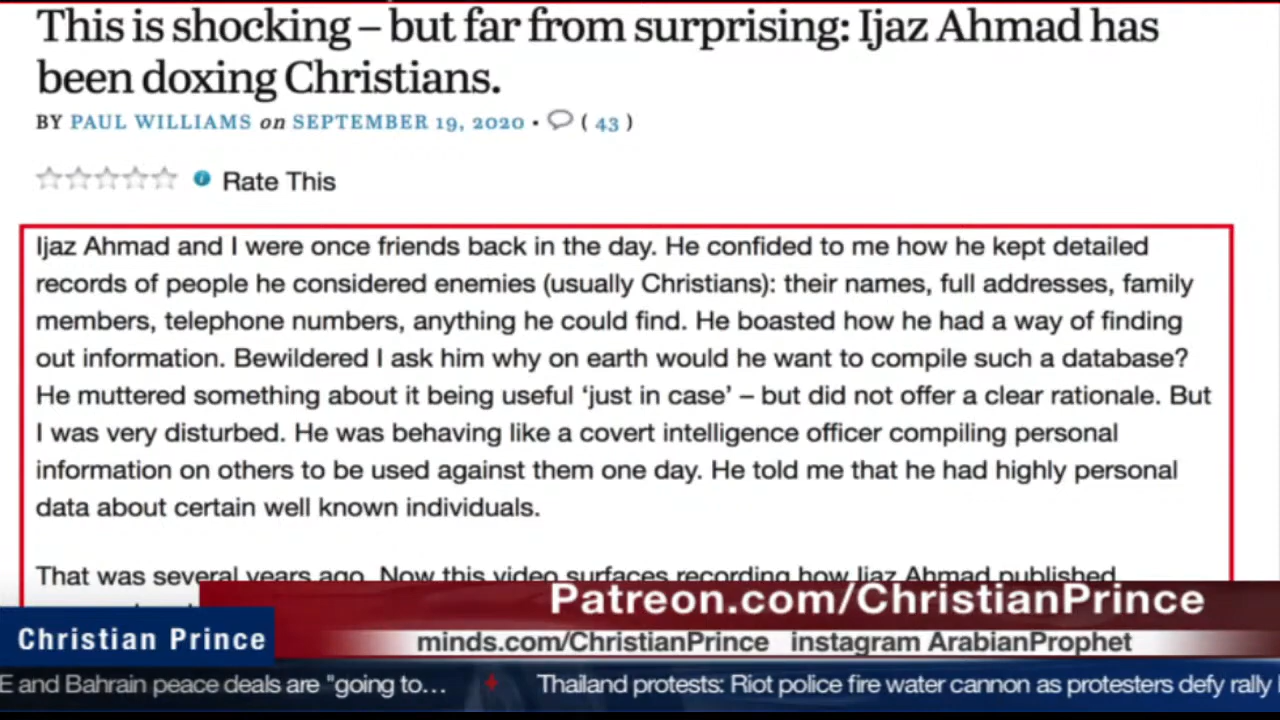 This is shocking – but far from surprising: Ijaz Ahmad has
been doxing Christians.
BY PAUL WILLIAMS on SEPTEMBER 19, 2020 • ( 43 )
Rate This
Ijaz Ahmad and I were once friends back in the day. He confided to me how he kept detailed
records of people he considered enemies (usually Christians): their names, full addresses, family
members, telephone numbers, anything he could find. He boasted how he had a way of finding
out information. Bewildered I ask him why on earth would he want to compile such a database?
He muttered something about it being useful ‘just in case’ – but did not offer a clear rationale. But
I was very disturbed. He was behaving like a covert intelligence officer compiling personal
information on others to be used against them one day. He told me that he had highly personal
data about certain well known individuals.
That was several years ago. Now this video surfaces recording how Ijaz Ahmad published
Patreon.com/ChristianPrince
Christian Prince
minds.com/ChristianPrince instagram ArabianProphet
E and Bahrain peace deals are "going to… Thailand protests: Riot police fire water cannon as protesters defy rally